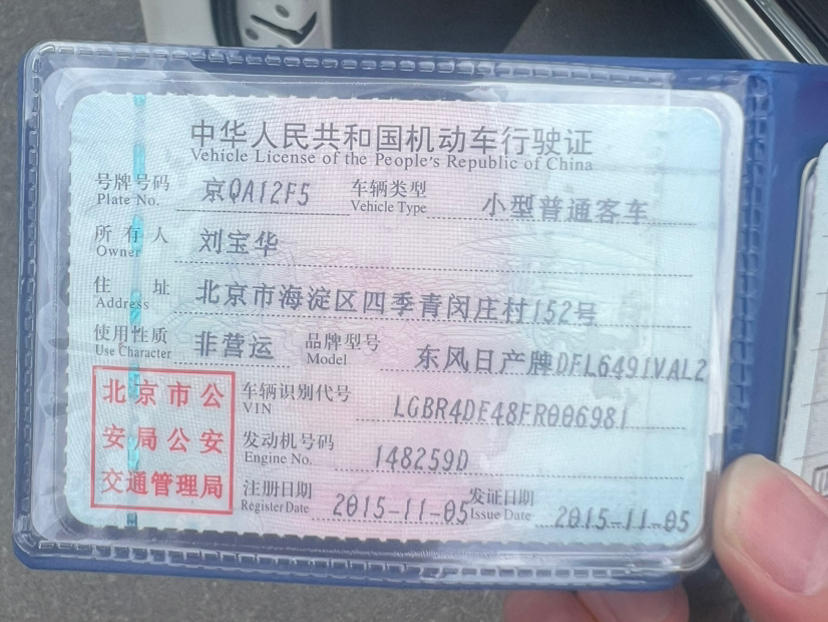 中华人民共和国机动车行驶证
Vehicle License of the People's Republic of China
号牌号码 京QA12F5 车辆类型 小型普通客车
Plate No. Vehicle Type
所有人 刘宝华
Owner
住址 北京市海淀区四季青闵庄村152号
Address
使用性质 非营运 品牌型号 东风日产牌DFL6491VAL2
Use Character Model
北京市公
安局公安
交通管理局
车辆识别代号 LGBR4DE48FR006981
VIN
发动机号码 148259D
Engine No.
注册日期 2015-11-05 发证日期 2015-11-05
Register Date Issue Date